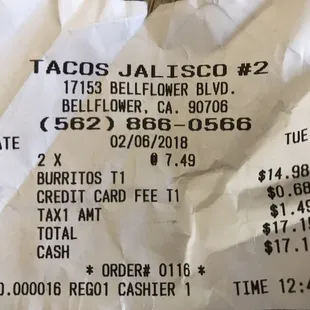 TACOS JALISCO #2
17153 BELLFLOWER BLVD.
BELLFLOWER, CA. 90706
(562) 866-0566
ATE 02/06/2018 TUE
2 X @ 7.49
BURRITOS T1 $14.98
CREDIT CARD FEE T1 $0.68
TAX1 AMT $1.49
TOTAL $17.15
CASH $17.1
* ORDER# 0116 *
0.000016 REG01 CASHIER 1 TIME 12:4